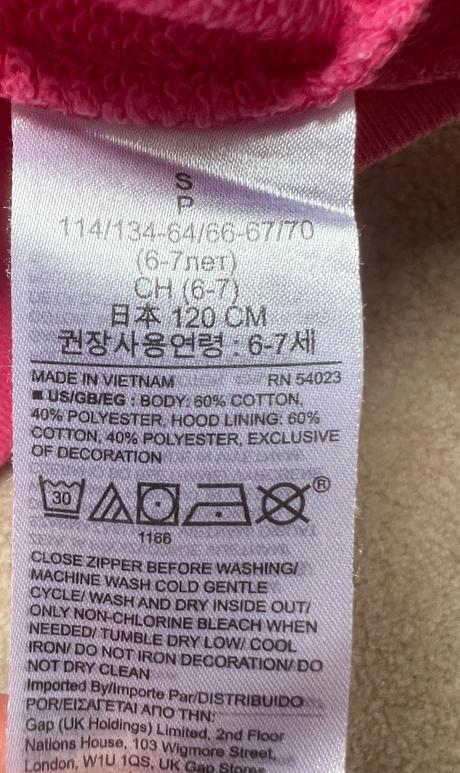 S
P
114/134-64/66-67/70
(6-7лет)
CH (6-7)
日本 120 CM
권장사용연령 : 6-7세
MADE IN VIETNAM RN 54023
■ US/GB/EG : BODY: 60% COTTON,
40% POLYESTER, HOOD LINING: 60%
COTTON, 40% POLYESTER, EXCLUSIVE
OF DECORATION
30 ®
1166
CLOSE ZIPPER BEFORE WASHING/
MACHINE WASH COLD GENTLE
CYCLE/ WASH AND DRY INSIDE OUT/
ONLY NON-CHLORINE BLEACH WHEN
NEEDED/ TUMBLE DRY LOW/ COOL
IRON/ DO NOT IRON DECORATION/ DO
NOT DRY CLEAN
Imported By/Importe Par/DISTRIBUIDO
POR/ΕΙΣΑΓΕΤΑΙ ΑΠΟ ΤΗΝ:
Gap (UK Holdings) Limited, 2nd Floor
Nations House, 103 Wigmore Street,
London, W1U 1QS, UK Gap Stores